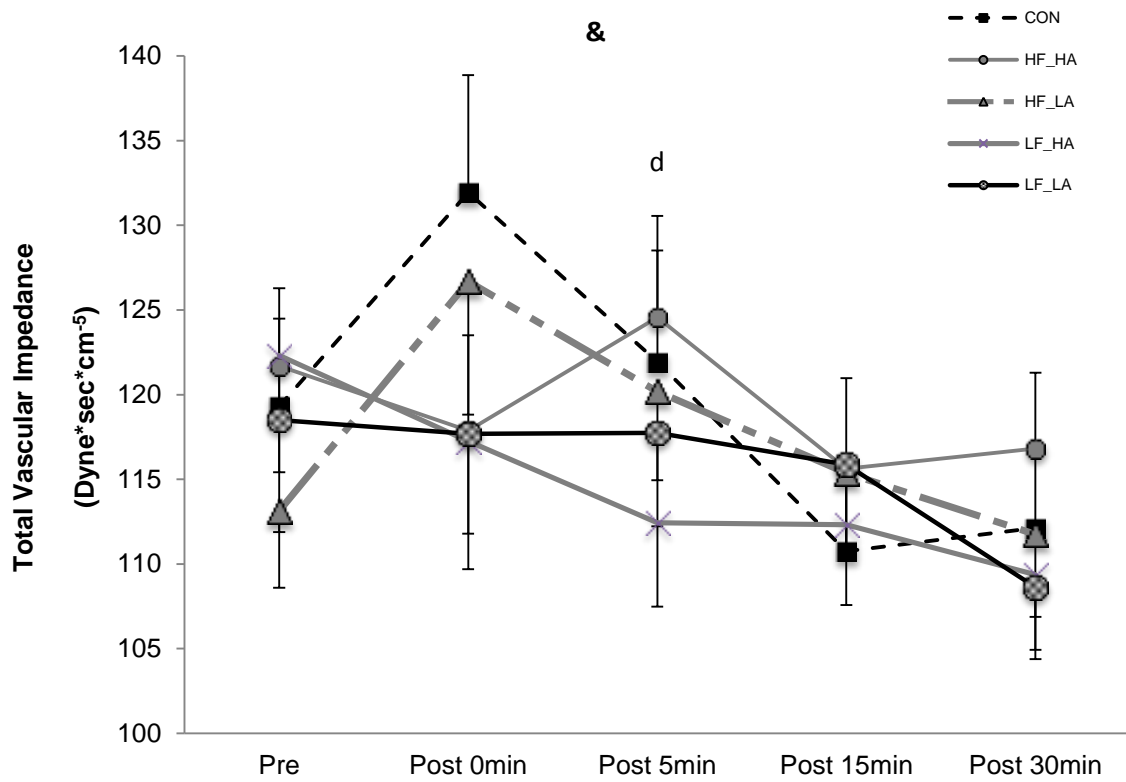 &
CON
HF_HA
HF_LA
LF_HA
LF_LA
d
Total Vascular Impedance
(Dyne*sec*cm-5)
140
135
130
125
120
115
110
105
100
Pre Post 0min Post 5min Post 15min Post 30min